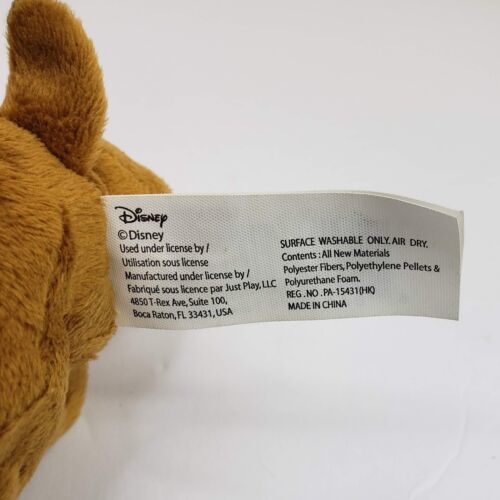 Disney
©Disney
Used under license by/
Utilisation sous license
Manufactured under license by/
Fabriqué sous licence par Just Play, LLC
4850 T-Rex Ave, Suite 100,
Boca Raton, FL 33431, USA
SURFACE WASHABLE ONLY. AIR DRY.
Contents : All New Materials
Polyester Fibers, Polyethylene Pellets &
Polyurethane Foam.
REG .NO .PA-15431(HK)
MADE IN CHINA